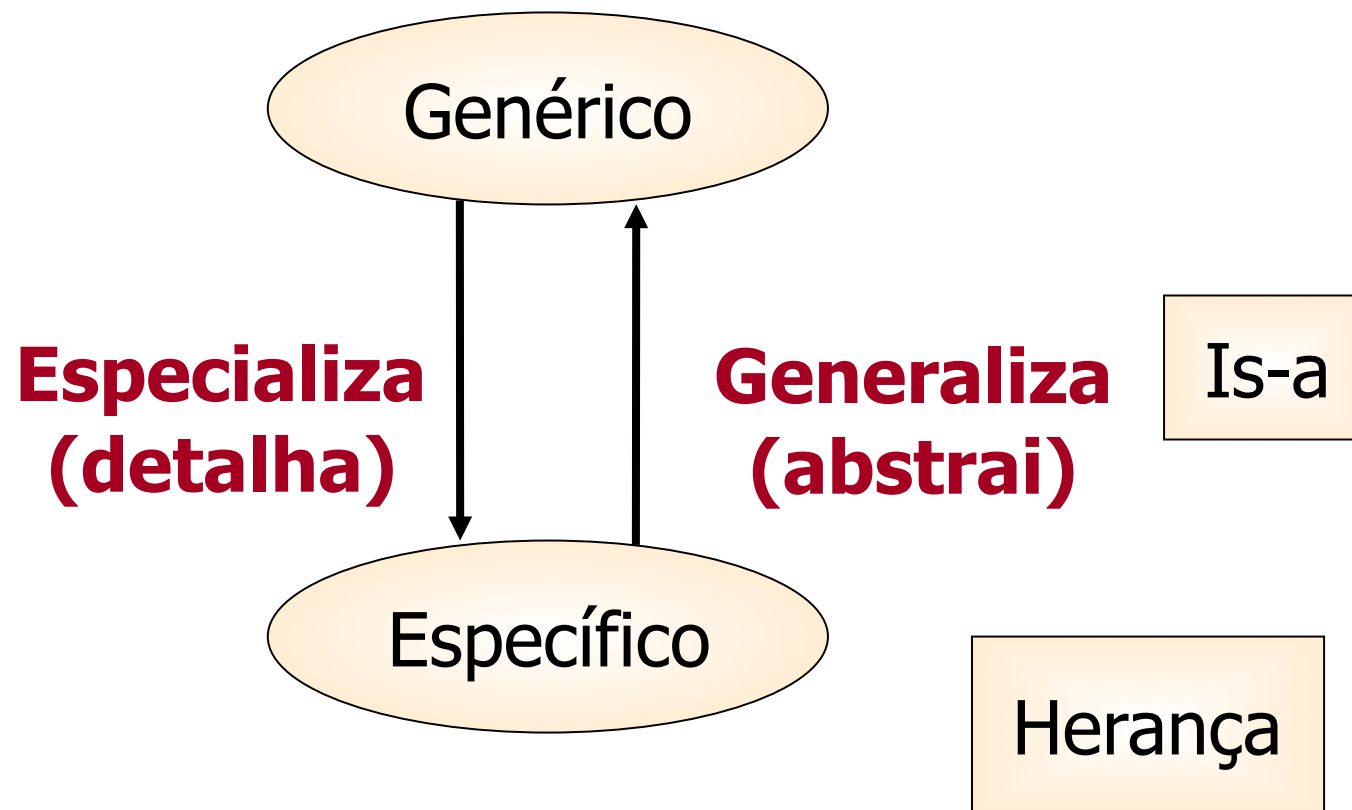 Genérico
Especializa
(detalha)
Generaliza
(abstrai)
Is-a
Específico
Herança